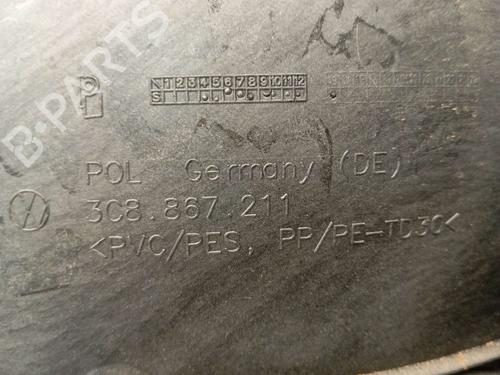 B-PARTS
N 1 2 3 4 5 6 7 8 9 10 11 12
S
1
POL Germany (DE)
3C8.867.211
>PVC/PES, PP/PE-TD30<